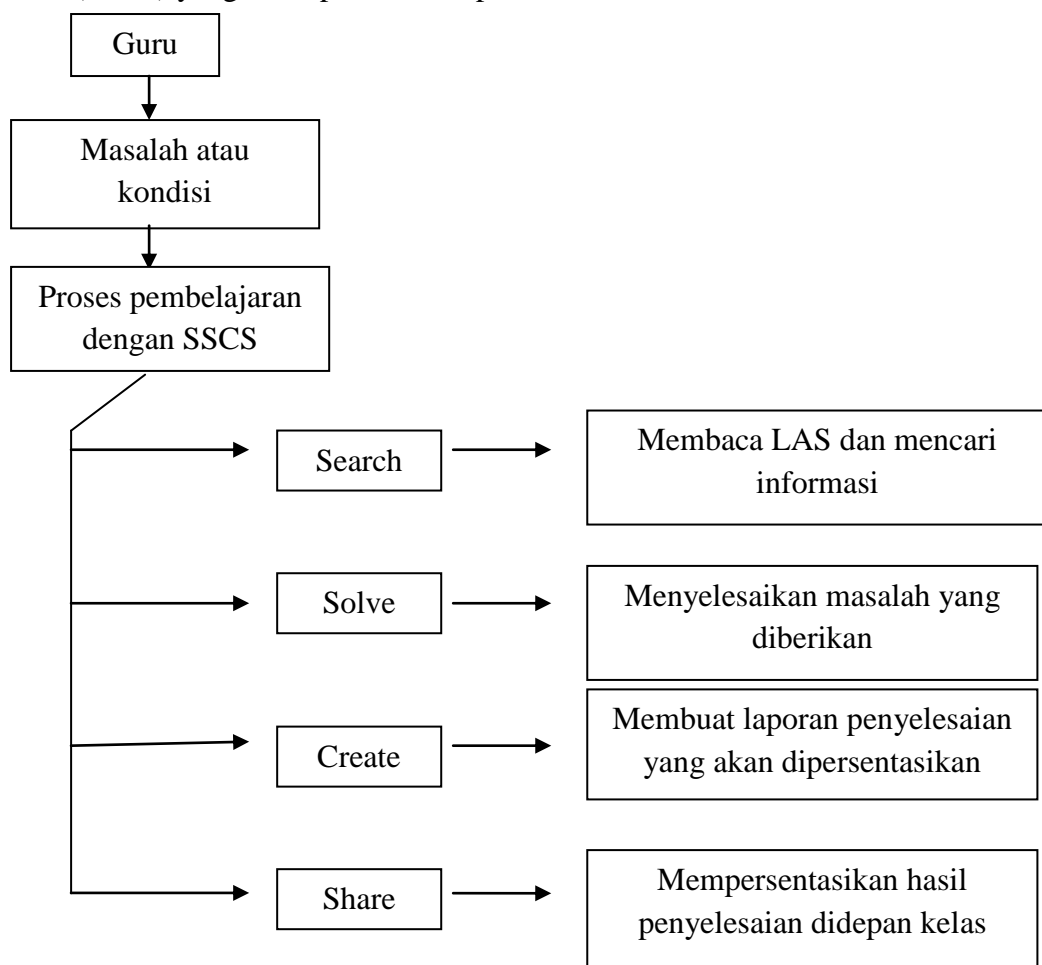 Guru
Masalah atau
kondisi
Proses pembelajaran
dengan SSCS
Search
Membaca LAS dan mencari
informasi
Solve
Menyelesaikan masalah yang
diberikan
Create
Membuat laporan penyelesaian
yang akan dipersentasikan
Share
Mempersentasikan hasil
penyelesaian didepan kelas